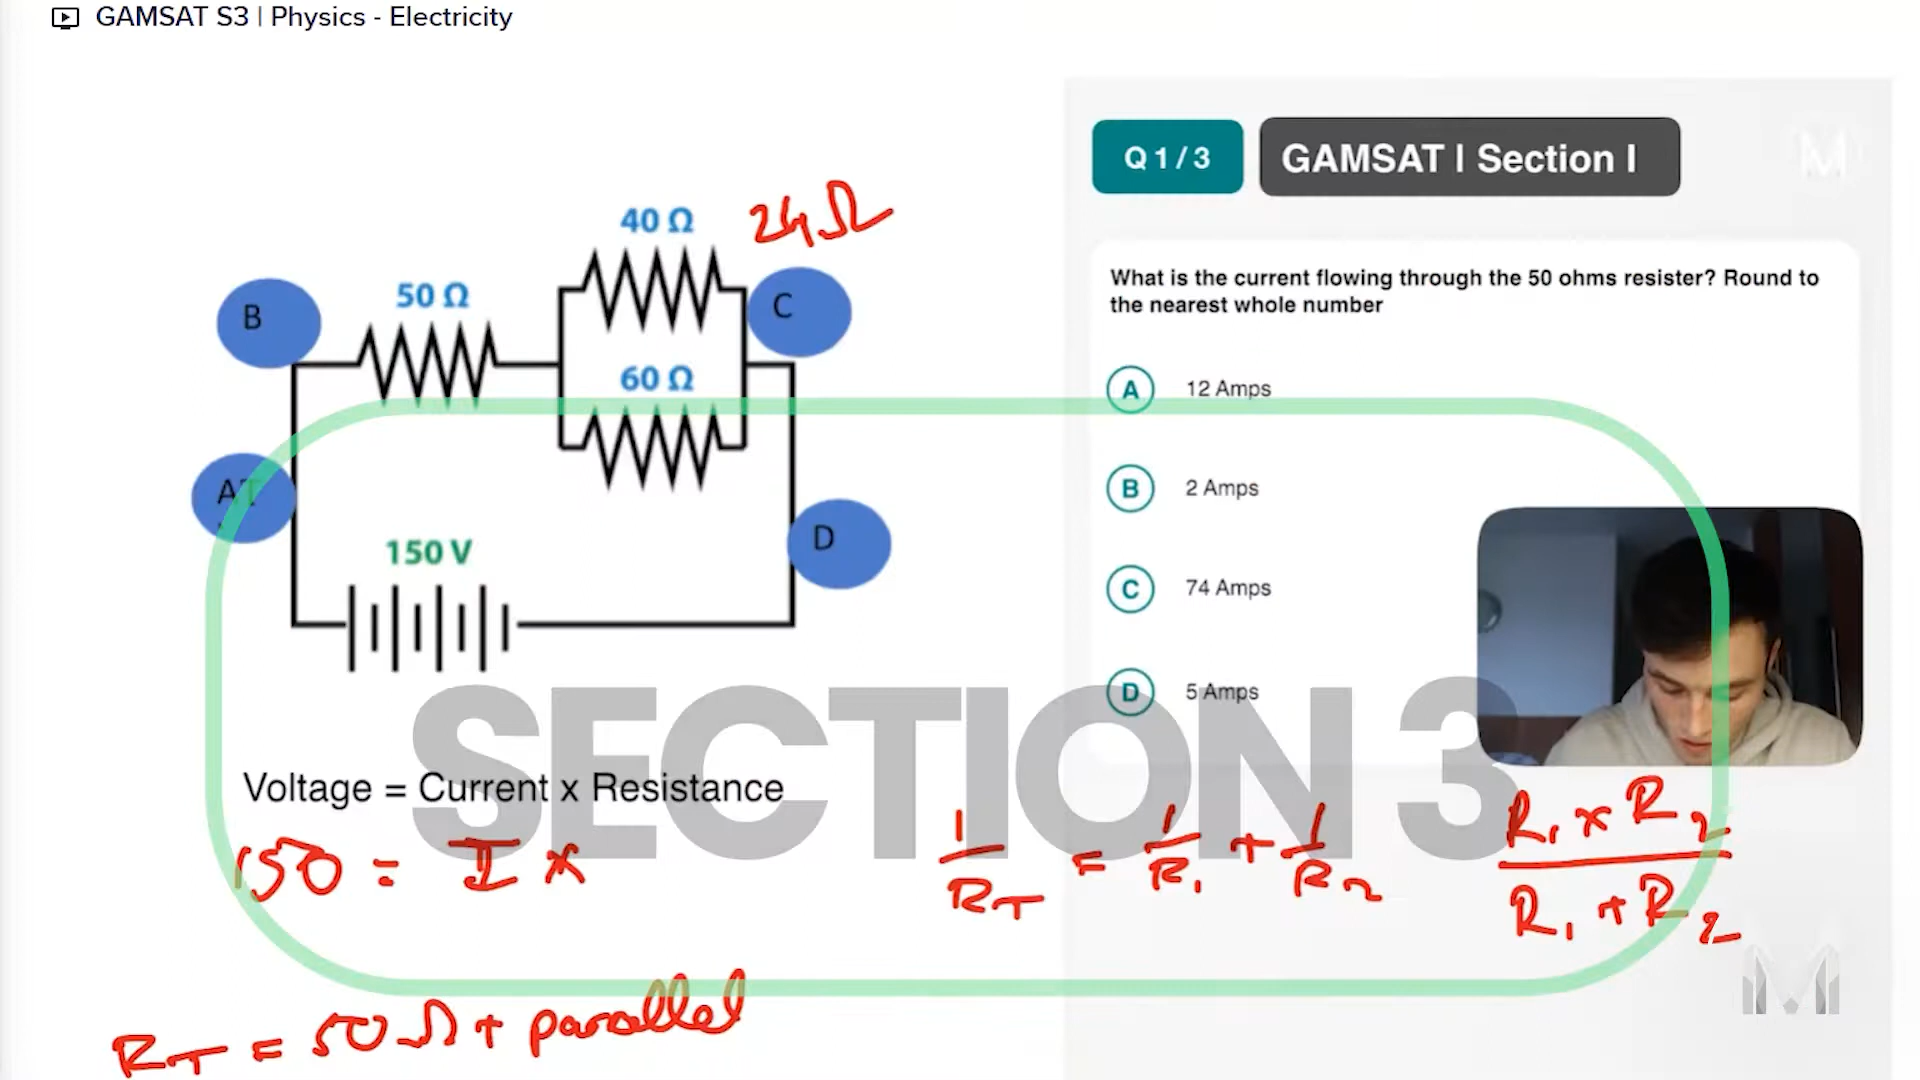 GAMSAT S3 | Physics - Electricity
Q 1 / 3
GAMSAT | Section I
M
40 Ω
24Ω
B
50 Ω
C
60 Ω
AT
150 V
D
What is the current flowing through the 50 ohms resister? Round to
the nearest whole number
A 12 Amps
B 2 Amps
C 74 Amps
D 5 Amps
SECTION 3
Voltage = Current x Resistance
150 = I x
1/RT = 1/R1 + 1/R2
R1 x R2
R1 + R2
M
RT = 50Ω + parallel